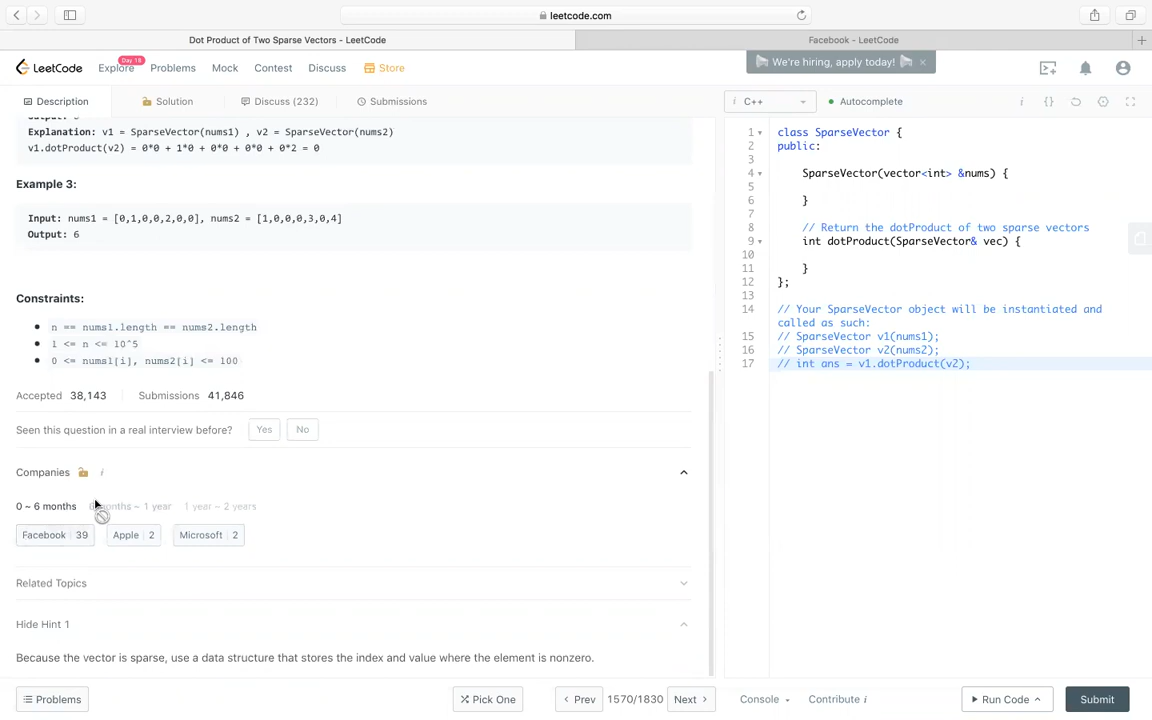 leetcode.com
Dot Product of Two Sparse Vectors - LeetCode
Facebook - LeetCode
LeetCode
Explore
Day 18
Problems
Mock
Contest
Discuss
Store
We're hiring, apply today!
Description
Solution
Discuss (232)
Submissions
i C++
Autocomplete
Explanation: v1 = SparseVector(nums1) , v2 = SparseVector(nums2)
v1.dotProduct(v2) = 0*0 + 1*0 + 0*0 + 0*0 + 0*2 = 0
Example 3:
Input: nums1 = [0,1,0,0,2,0,0], nums2 = [1,0,0,0,3,0,4]
Output: 6
Constraints:
n == nums1.length == nums2.length
1 <= n <= 10^5
0 <= nums1[i], nums2[i] <= 100
Accepted 38,143 Submissions 41,846
Seen this question in a real interview before? Yes No
Companies i
0 ~ 6 months months ~ 1 year 1 year ~ 2 years
Facebook 39 Apple 2 Microsoft 2
Related Topics
Hide Hint 1
Because the vector is sparse, use a data structure that stores the index and value where the element is nonzero.
Problems
Pick One
Prev
1570/1830
Next
1 class SparseVector {
2 public:
3
4 SparseVector(vector<int> &nums) {
5
6 }
7
8 // Return the dotProduct of two sparse vectors
9 int dotProduct(SparseVector& vec) {
10
11 }
12 };
13
14 // Your SparseVector object will be instantiated and
called as such:
15 // SparseVector v1(nums1);
16 // SparseVector v2(nums2);
17 // int ans = v1.dotProduct(v2);
Console
Contribute i
Run Code
Submit